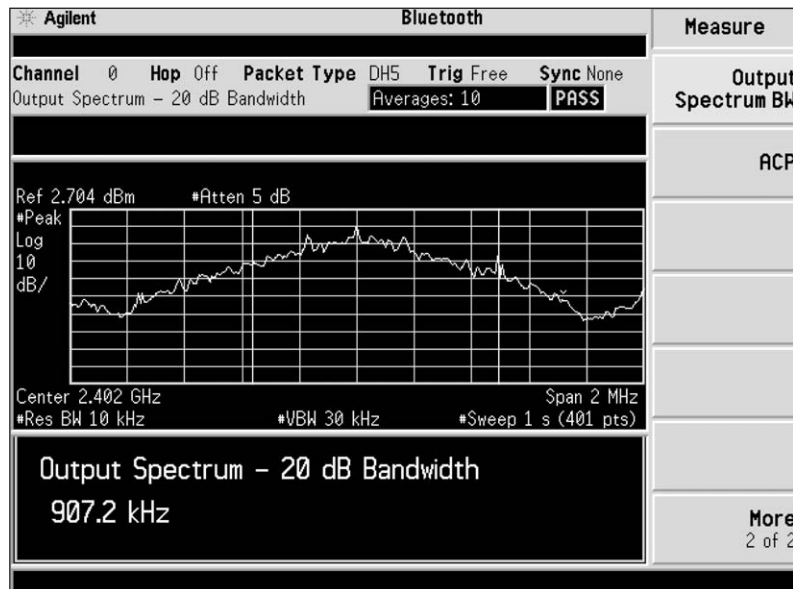 Agilent
Bluetooth
Measure
Channel 0 Hop Off Packet Type DH5 Trig Free Sync None
Output Spectrum – 20 dB Bandwidth Averages: 10 PASS
Output
Spectrum BW
ACP
Ref 2.704 dBm #Atten 5 dB
#Peak
Log
10
dB/
Center 2.402 GHz Span 2 MHz
#Res BW 10 kHz #VBW 30 kHz #Sweep 1 s (401 pts)
Output Spectrum – 20 dB Bandwidth
907.2 kHz
More
2 of 2